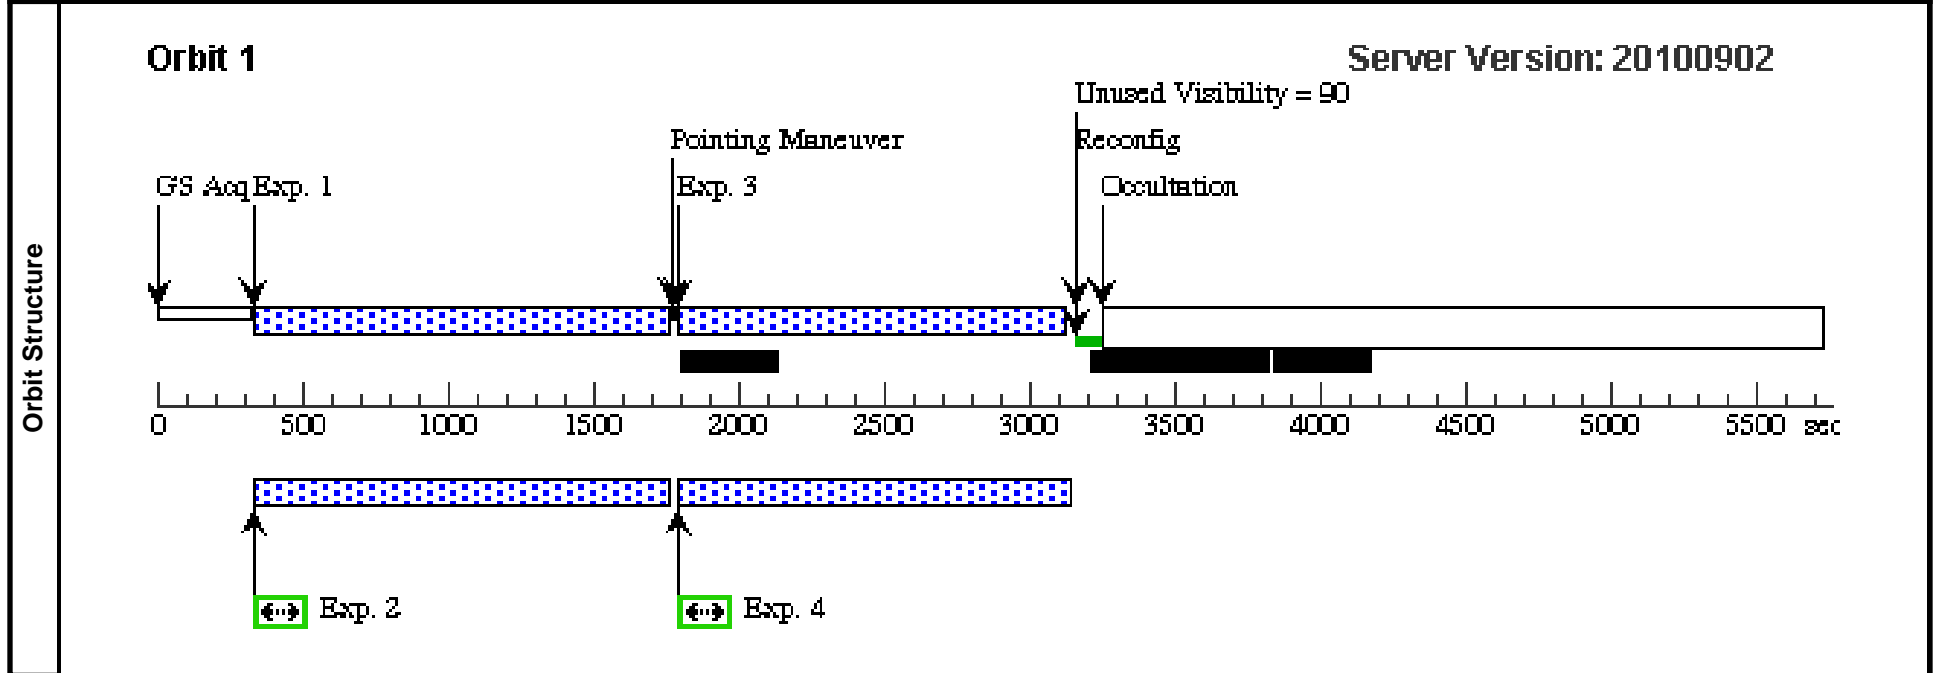 Orbit 1
Server Version: 20100902
Unused Visibility = 90
Pointing Maneuver
Reconfig
GS Acq
Exp. 1
Exp. 3
Occultation
Orbit Structure
0 500 1000 1500 2000 2500 3000 3500 4000 4500 5000 5500 sec
Exp. 2
Exp. 4